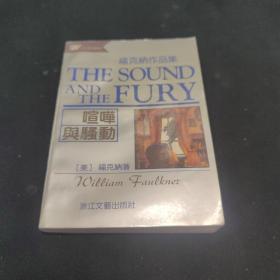 福克納作品集
THE SOUND
AND THE FURY
喧嘩
與騷動
［美］ 福克納著
William Faulkner
浙江文藝出版社